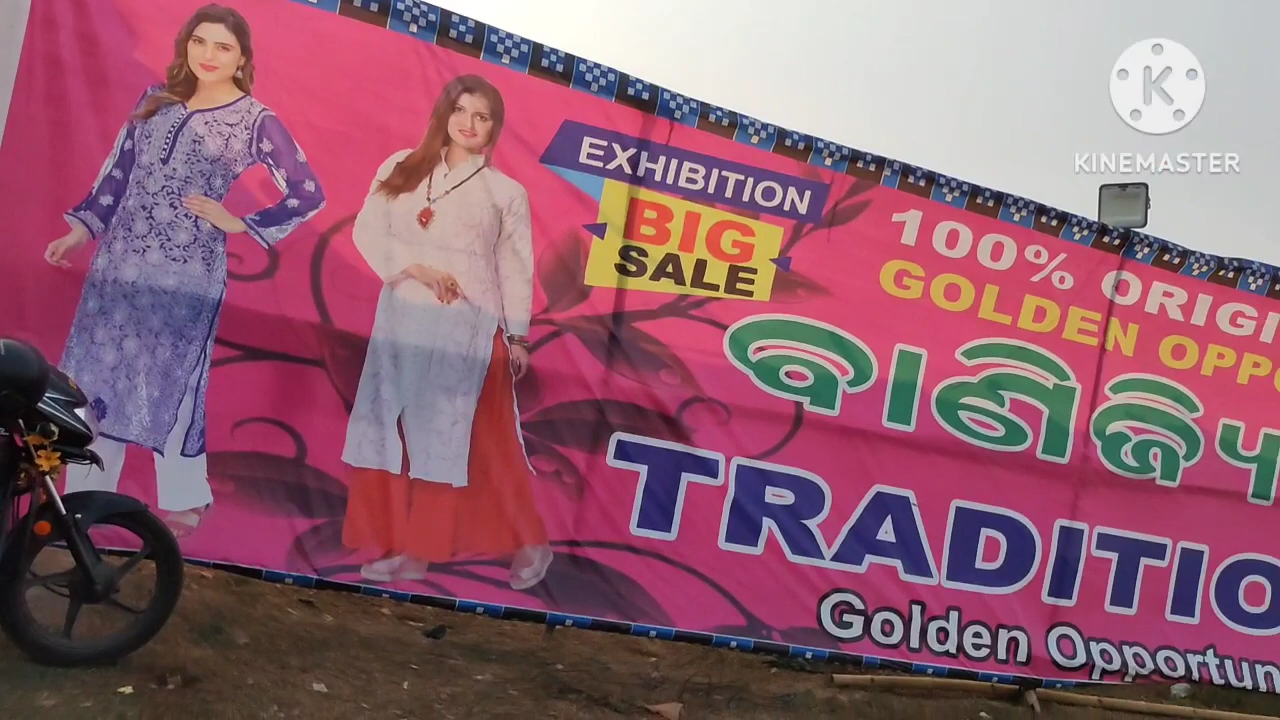 K
KINEMASTER
EXHIBITION
BIG
SALE
100% ORIGI
GOLDEN OPPO
ବାଣିଜ୍ୟ
TRADITIO
Golden Opportun